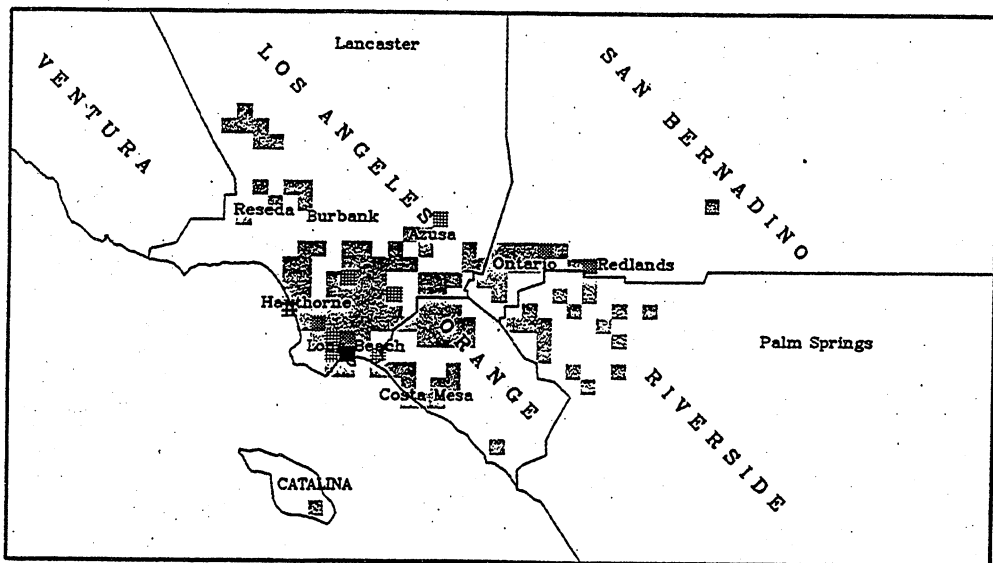 Lancaster
VENTURA
LOS ANGELES
SAN BERNADINO
Reseda
Burbank
Azusa
Ontario
Redlands
Hawthorne
Long Beach
ORANGE
Palm Springs
Costa Mesa
RIVERSIDE
CATALINA